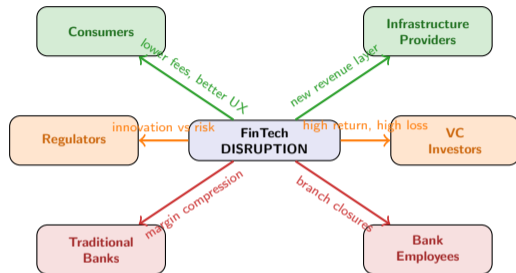 Consumers
Infrastructure
Providers
lower fees, better UX
new revenue layer
Regulators
innovation vs risk
FinTech
DISRUPTION
high return, high loss
VC
Investors
margin compression
branch closures
Traditional
Banks
Bank
Employees